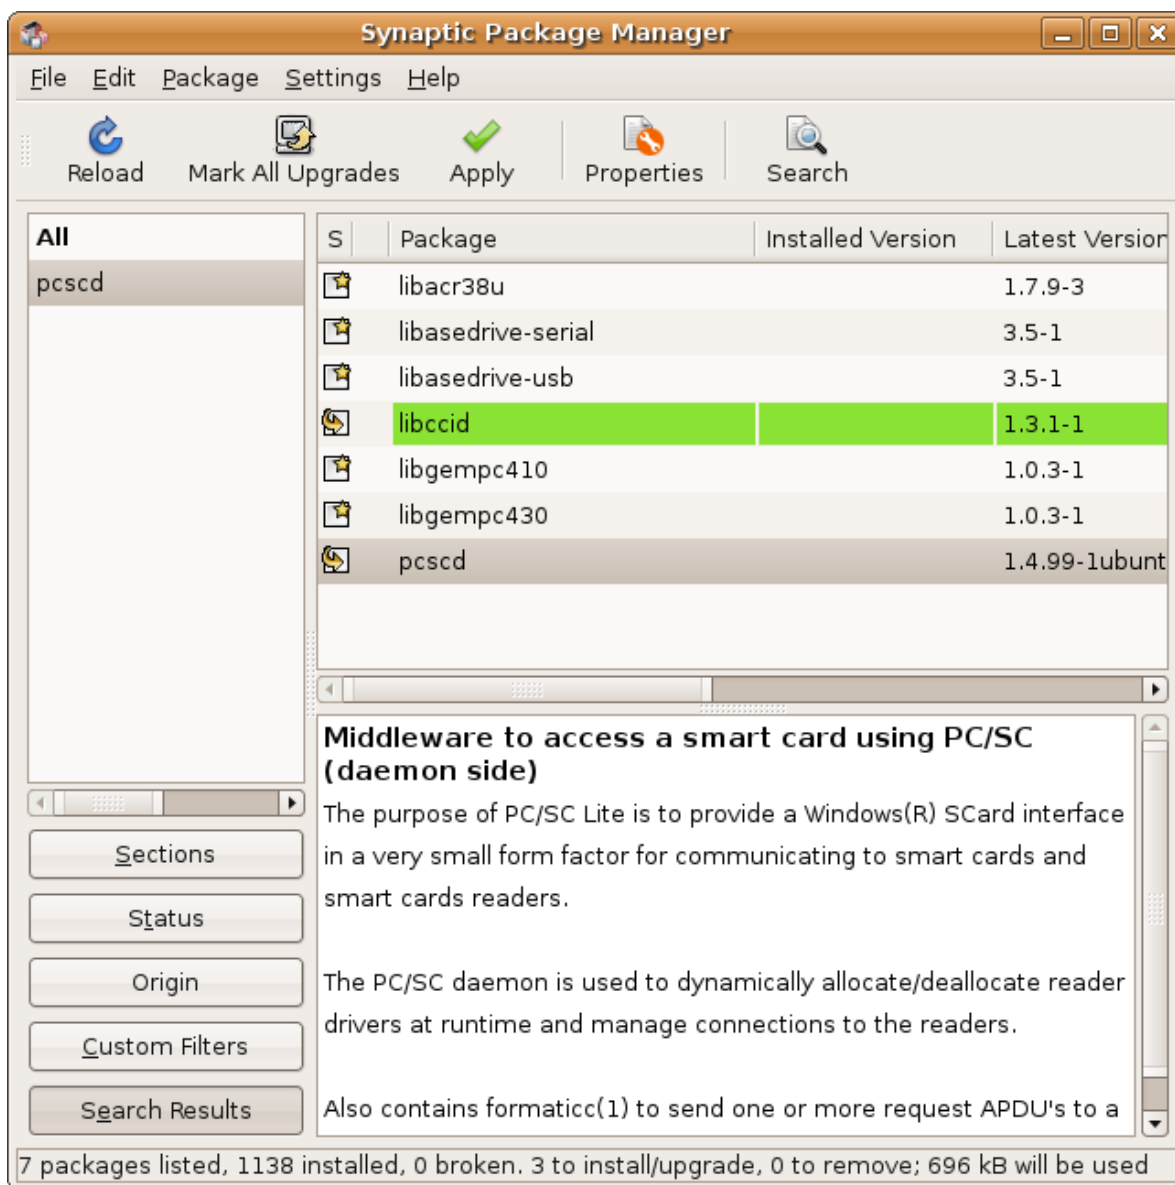 Synaptic Package Manager
File Edit Package Settings Help
Reload Mark All Upgrades Apply Properties Search
All
pcscd
S Package Installed Version Latest Version
libacr38u 1.7.9-3
libasedrive-serial 3.5-1
libasedrive-usb 3.5-1
libccid 1.3.1-1
libgempc410 1.0.3-1
libgempc430 1.0.3-1
pcscd 1.4.99-1ubunt
Sections
Status
Origin
Custom Filters
Search Results
Middleware to access a smart card using PC/SC
(daemon side)
The purpose of PC/SC Lite is to provide a Windows(R) SCard interface
in a very small form factor for communicating to smart cards and
smart cards readers.
The PC/SC daemon is used to dynamically allocate/deallocate reader
drivers at runtime and manage connections to the readers.
Also contains formaticc(1) to send one or more request APDU's to a
7 packages listed, 1138 installed, 0 broken. 3 to install/upgrade, 0 to remove; 696 kB will be used